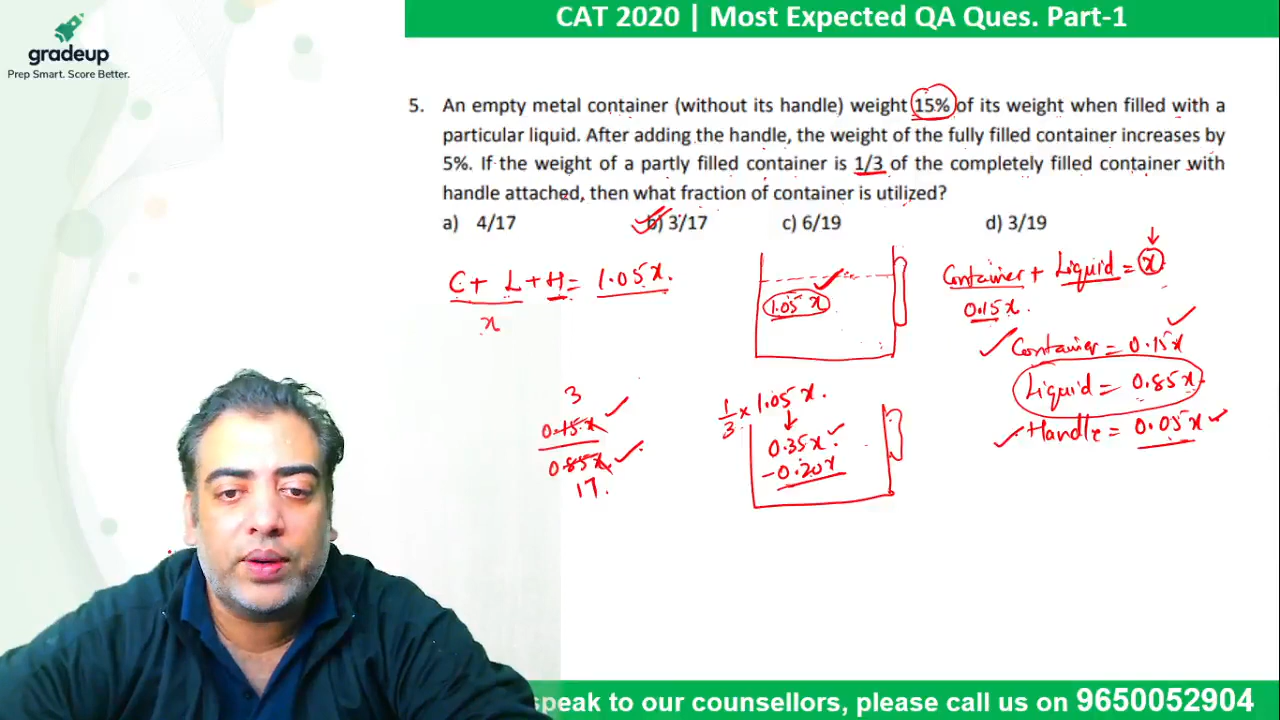 CAT 2020 | Most Expected QA Ques. Part-1
gradeup
Prep Smart. Score Better.
5. An empty metal container (without its handle) weight 15% of its weight when filled with a
particular liquid. After adding the handle, the weight of the fully filled container increases by
5%. If the weight of a partly filled container is 1/3 of the completely filled container with
handle attached, then what fraction of container is utilized?
a) 4/17 b) 3/17 c) 6/19 d) 3/19
C + L + H = 1.05x.
x
1.05 x
Container + Liquid = x
0.15x.
Container = 0.15x
Liquid = 0.85x
Handle = 0.05x
3
0.15x
0.85x
17.
1/3 × 1.05x.
0.35x
-0.20x
speak to our counsellors, please call us on 9650052904